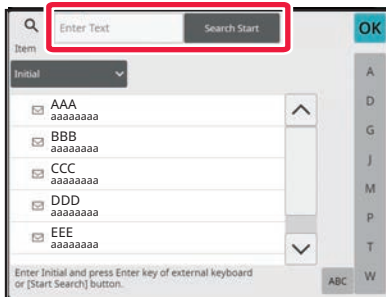 Enter Text
Search Start
OK
Item
Initial
AAA
aaaaaaaa
BBB
aaaaaaaa
CCC
aaaaaaaa
DDD
aaaaaaaa
EEE
aaaaaaaa
A
D
G
J
M
P
T
W
ABC
Enter Initial and press Enter key of external keyboard
or [Start Search] button.